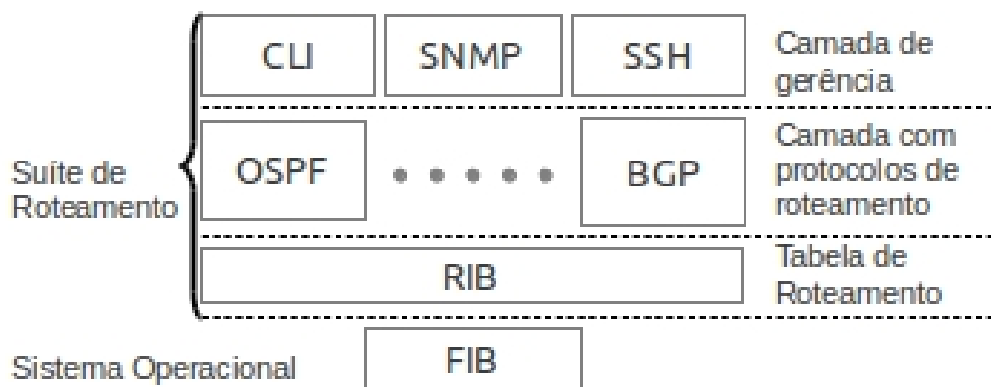 CLI SNMP SSH
Camada de
gerência
OSPF BGP
Camada com
protocolos de
roteamento
Suíte de
Roteamento
RIB
Tabela de
Roteamento
FIB
Sistema Operacional